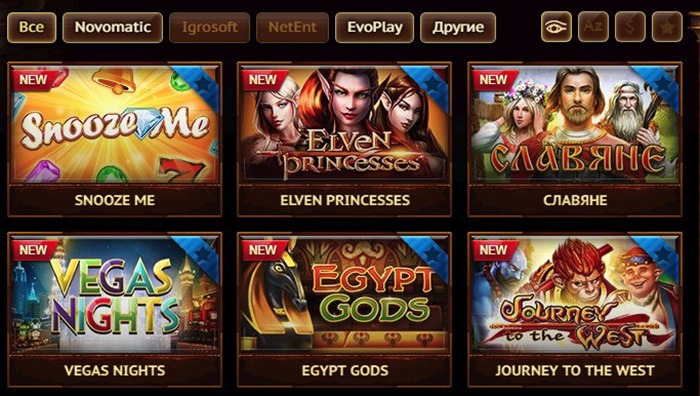 Все Novomatic Igrosoft NetEnt EvoPlay Другие Az $
NEW NEW NEW
Snooze Me ELVEN PRINCESSES СЛАВЯНЕ
SNOOZE ME ELVEN PRINCESSES СЛАВЯНЕ
NEW NEW NEW
VEGAS NIGHTS EGYPT GODS Journey to the West
VEGAS NIGHTS EGYPT GODS JOURNEY TO THE WEST